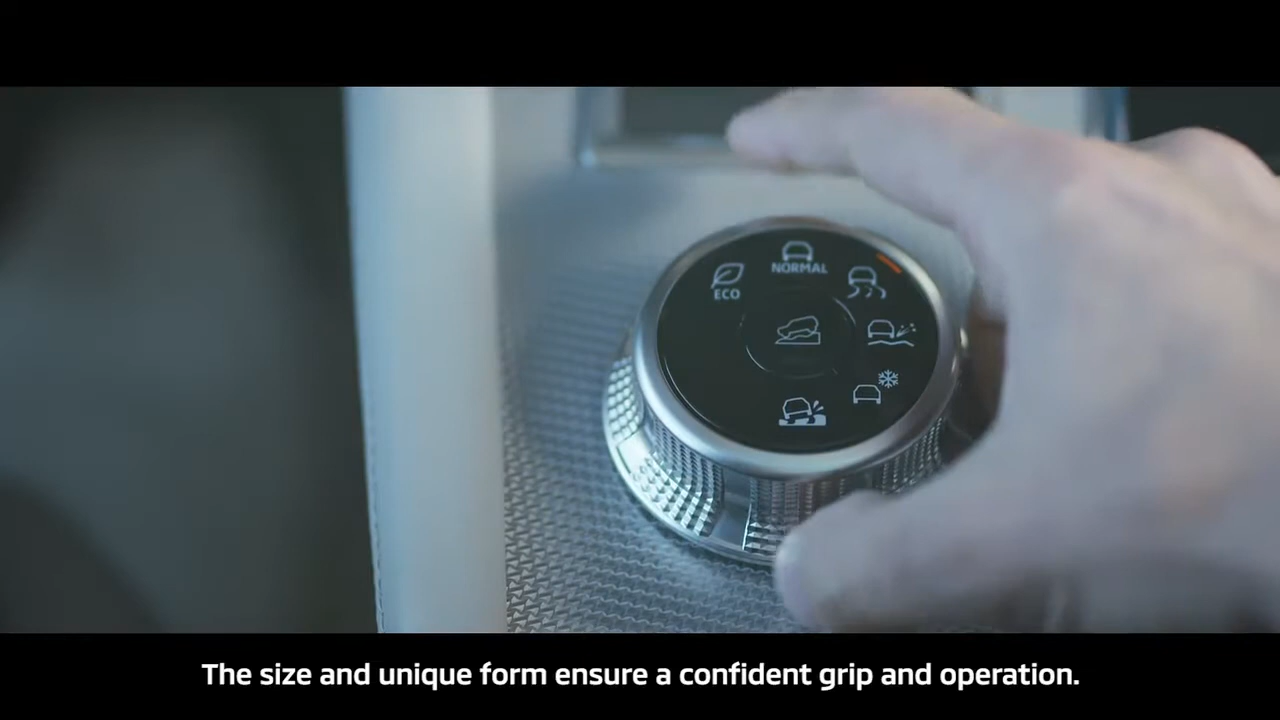 NORMAL
ECO
The size and unique form ensure a confident grip and operation.